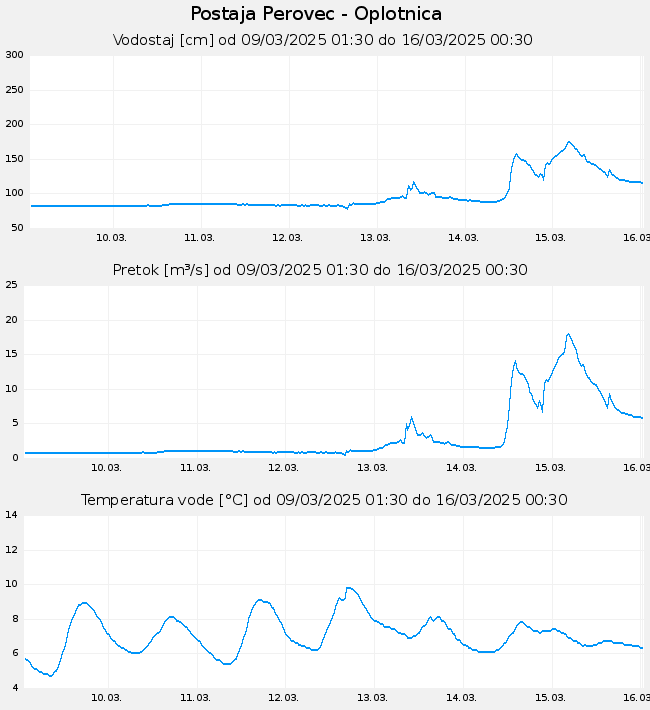 Postaja Perovec - Oplotnica
Vodostaj [cm] od 09/03/2025 01:30 do 16/03/2025 00:30
300
250
200
150
100
50
10.03. 11.03. 12.03. 13.03. 14.03. 15.03. 16.03
Pretok [m³/s] od 09/03/2025 01:30 do 16/03/2025 00:30
25
20
15
10
5
0
10.03. 11.03. 12.03. 13.03. 14.03. 15.03. 16.03
Temperatura vode [°C] od 09/03/2025 01:30 do 16/03/2025 00:30
14
12
10
8
6
4
10.03. 11.03. 12.03. 13.03. 14.03. 15.03. 16.03